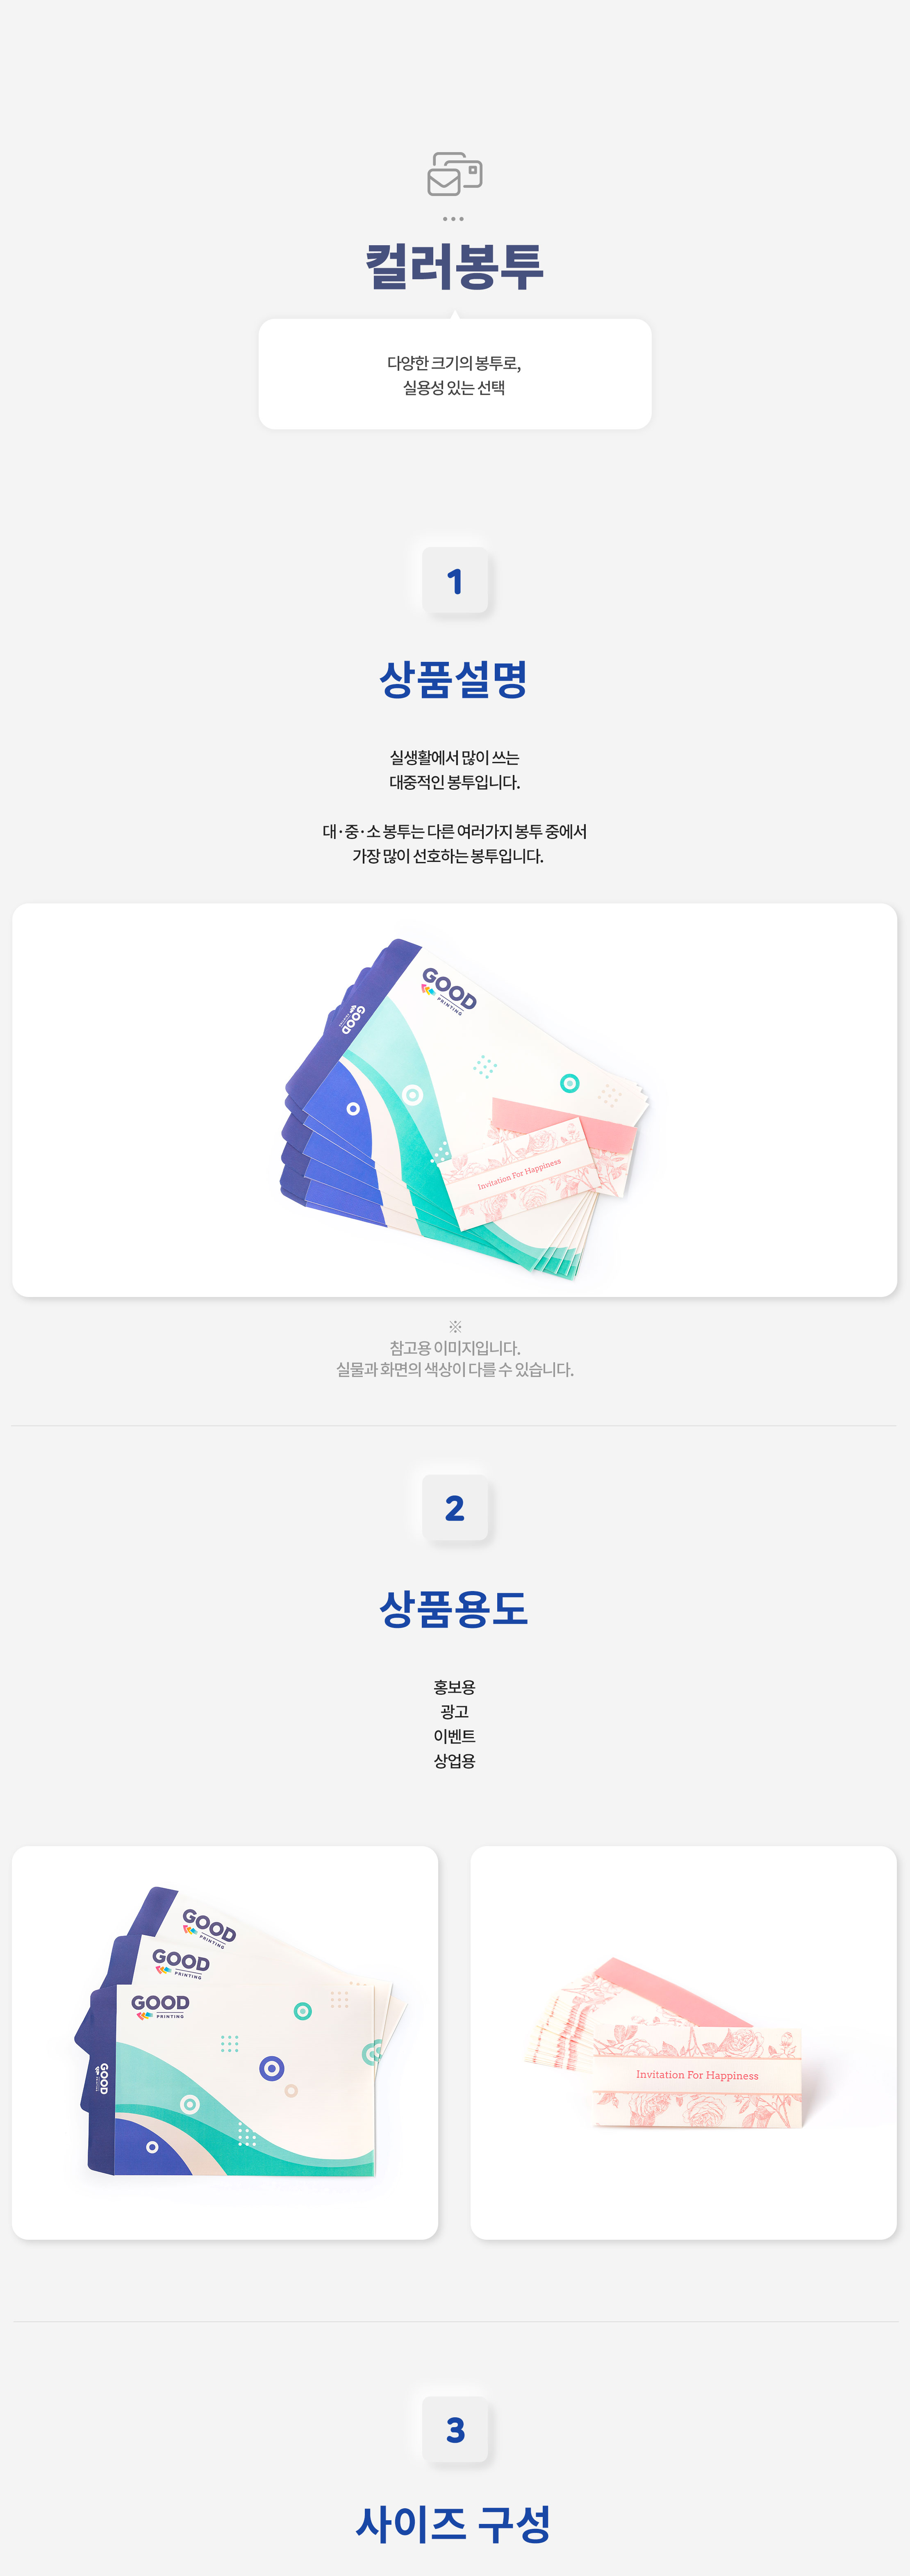 컬러봉투
다양한 크기의 봉투로,
실용성 있는 선택
1
상품설명
실생활에서 많이 쓰는
대중적인 봉투입니다.
대·중·소 봉투는 다른 여러가지 봉투 중에서
가장 많이 선호하는 봉투입니다.
GOOD
PRINTING
GOOD
Invitation For Happiness
※
참고용 이미지입니다.
실물과 화면의 색상이 다를 수 있습니다.
2
상품용도
홍보용
광고
이벤트
상업용
GOOD
PRINTING
GOOD
PRINTING
GOOD
PRINTING
GOOD
Invitation For Happiness
3
사이즈 구성